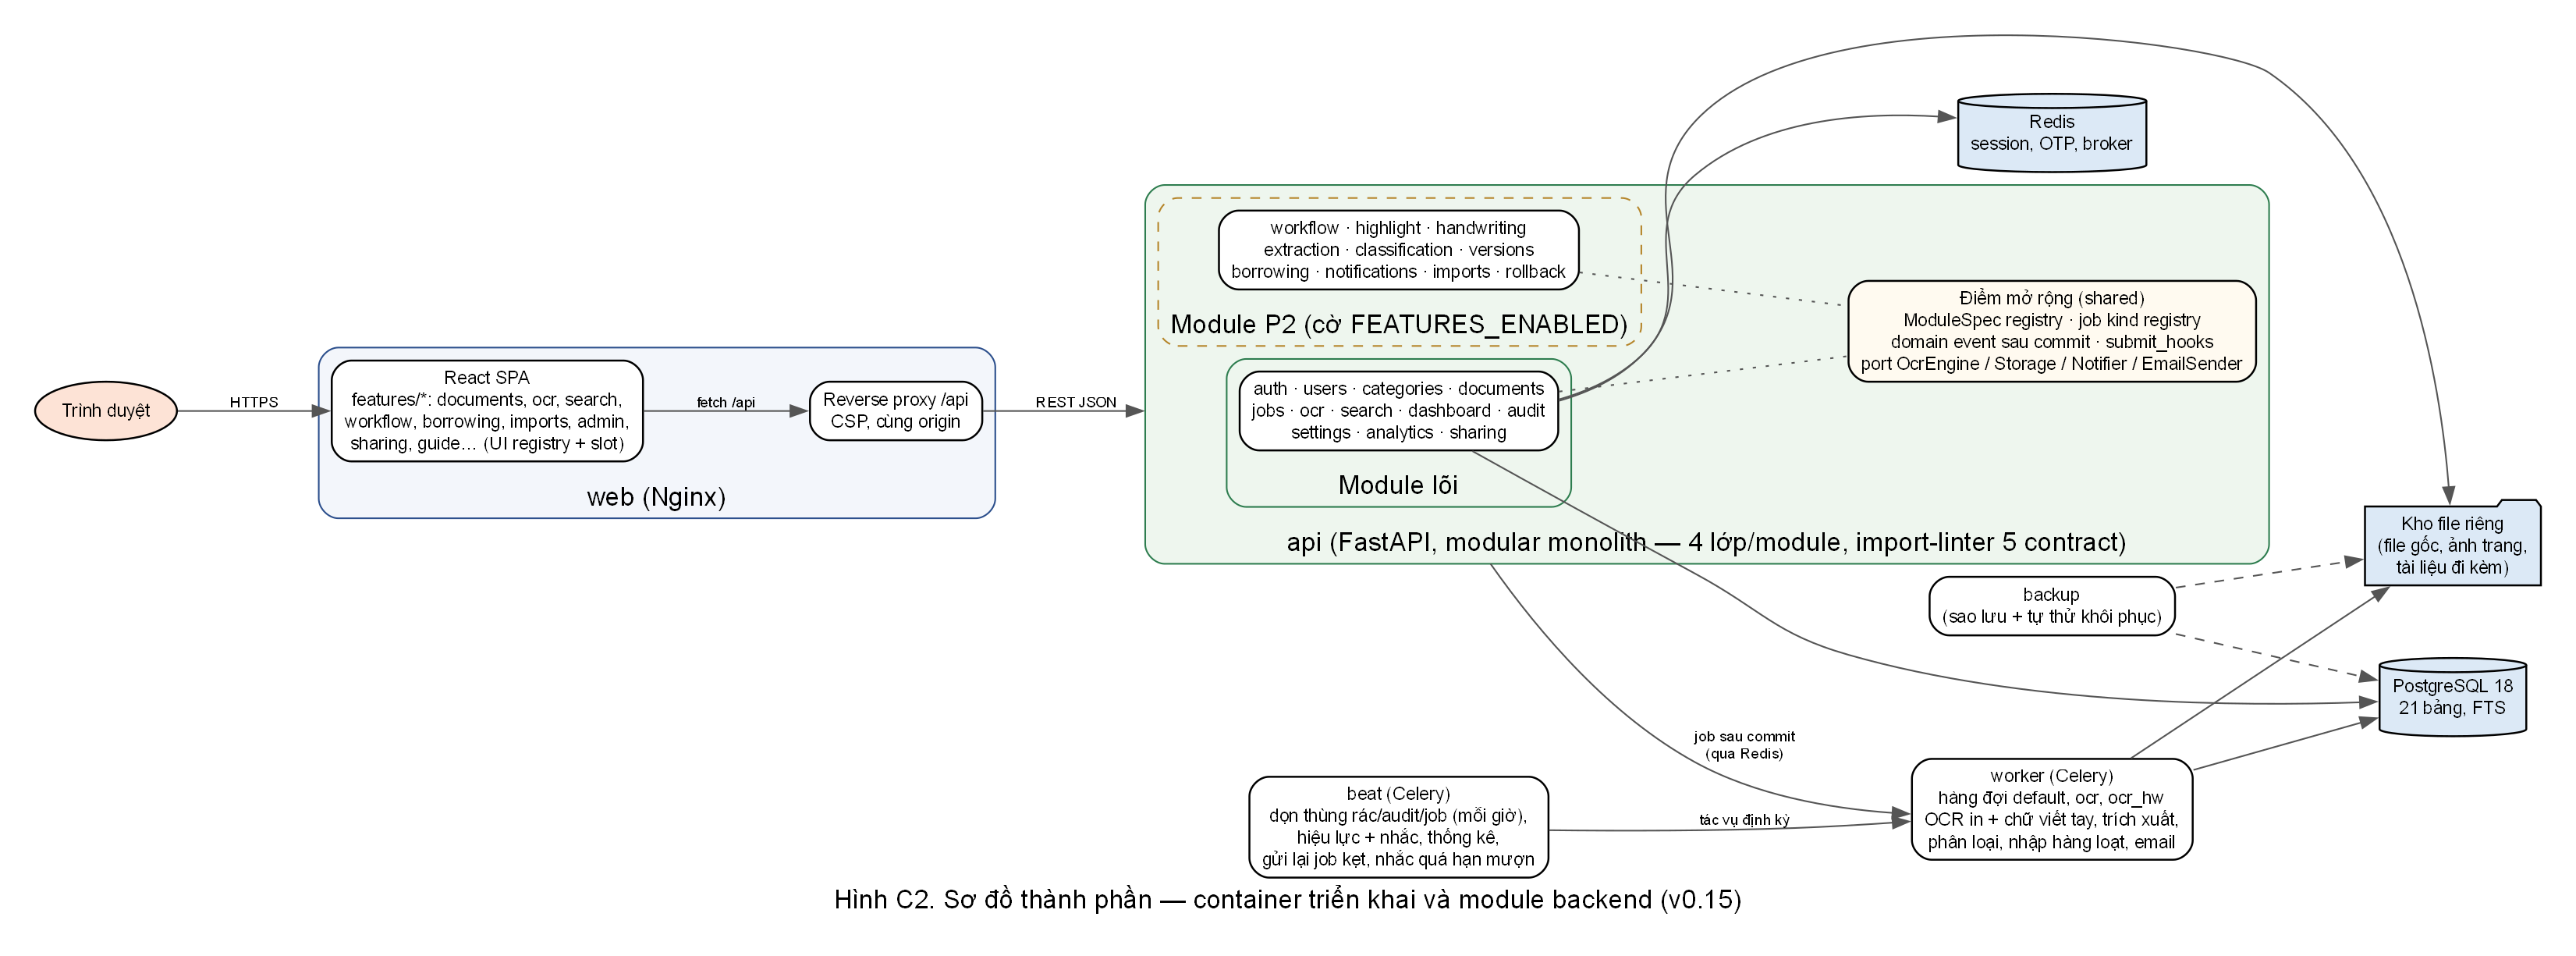 Trình duyệt
HTTPS
React SPA
features/*: documents, ocr, search,
workflow, borrowing, imports, admin,
sharing, guide… (UI registry + slot)
fetch /api
Reverse proxy /api
CSP, cùng origin
web (Nginx)
REST JSON
workflow · highlight · handwriting
extraction · classification · versions
borrowing · notifications · imports · rollback
Module P2 (cờ FEATURES_ENABLED)
auth · users · categories · documents
jobs · ocr · search · dashboard · audit
settings · analytics · sharing
Module lõi
Điểm mở rộng (shared)
ModuleSpec registry · job kind registry
domain event sau commit · submit_hooks
port OcrEngine / Storage / Notifier / EmailSender
api (FastAPI, modular monolith — 4 lớp/module, import-linter 5 contract)
Redis
session, OTP, broker
Kho file riêng
(file gốc, ảnh trang,
tài liệu đi kèm)
backup
(sao lưu + tự thử khôi phục)
PostgreSQL 18
21 bảng, FTS
job sau commit
(qua Redis)
beat (Celery)
dọn thùng rác/audit/job (mỗi giờ),
hiệu lực + nhắc, thống kê,
gửi lại job kẹt, nhắc quá hạn mượn
tác vụ định kỳ
worker (Celery)
hàng đợi default, ocr, ocr_hw
OCR in + chữ viết tay, trích xuất,
phân loại, nhập hàng loạt, email
Hình C2. Sơ đồ thành phần — container triển khai và module backend (v0.15)